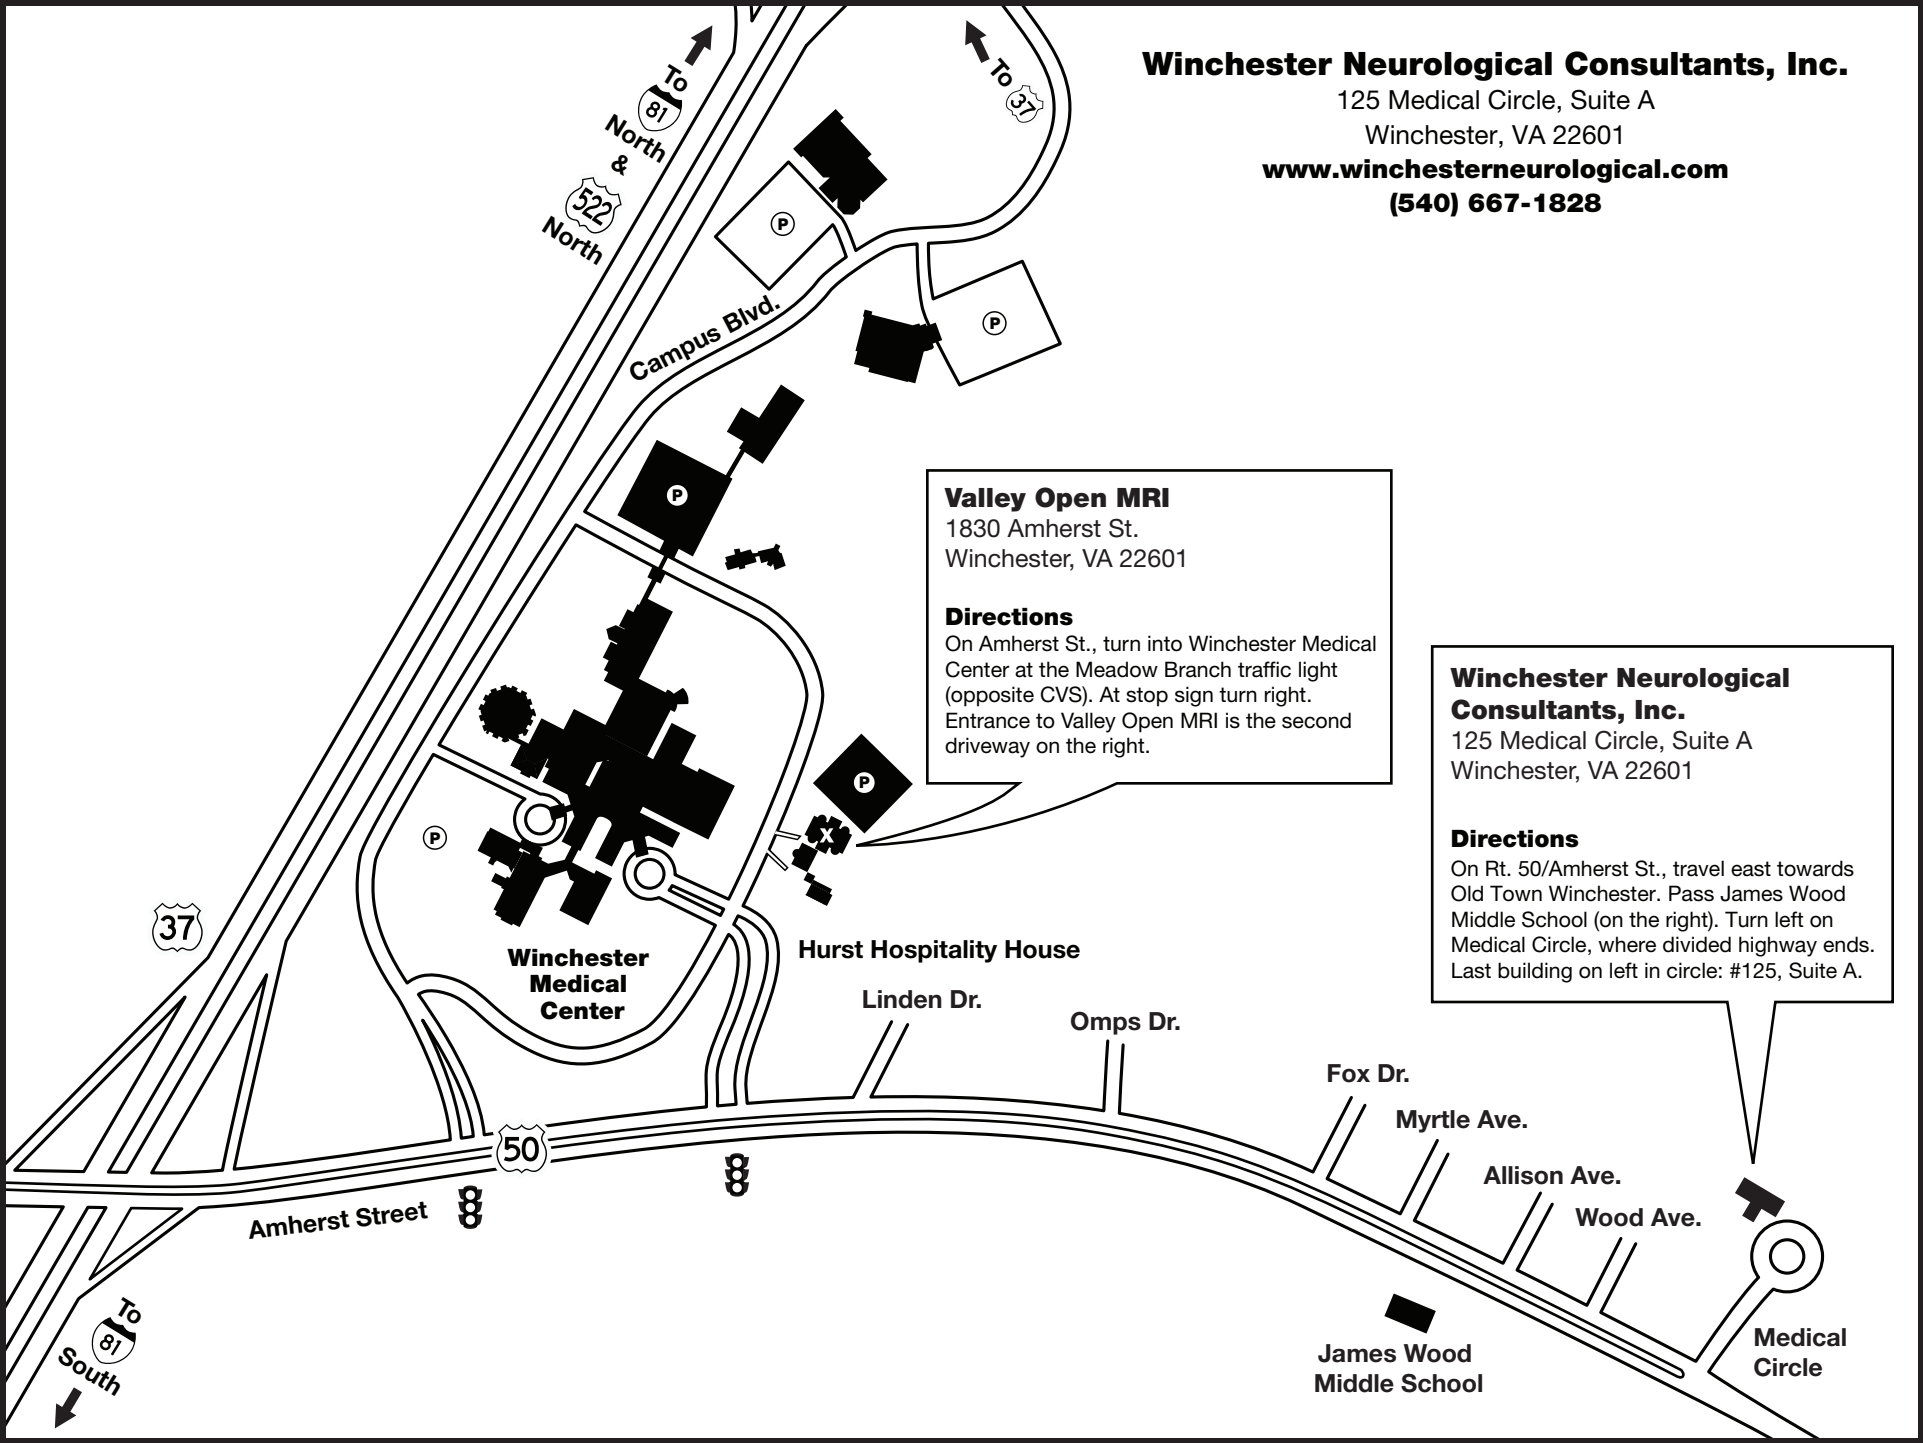 Winchester Neurological Consultants, Inc.
125 Medical Circle, Suite A
Winchester, VA 22601
www.winchesterneurological.com
(540) 667-1828
To
81
North
&
522
North
To
37
P
P
Campus Blvd.
P
Valley Open MRI
1830 Amherst St.
Winchester, VA 22601
Directions
On Amherst St., turn into Winchester Medical
Center at the Meadow Branch traffic light
(opposite CVS). At stop sign turn right.
Entrance to Valley Open MRI is the second
driveway on the right.
Winchester Neurological
Consultants, Inc.
125 Medical Circle, Suite A
Winchester, VA 22601
Directions
On Rt. 50/Amherst St., travel east towards
Old Town Winchester. Pass James Wood
Middle School (on the right). Turn left on
Medical Circle, where divided highway ends.
Last building on left in circle: #125, Suite A.
P
X
P
37
Winchester
Medical
Center
Hurst Hospitality House
Linden Dr.
Omps Dr.
Fox Dr.
Myrtle Ave.
Allison Ave.
Wood Ave.
50
Amherst Street
To
81
South
James Wood
Middle School
Medical
Circle